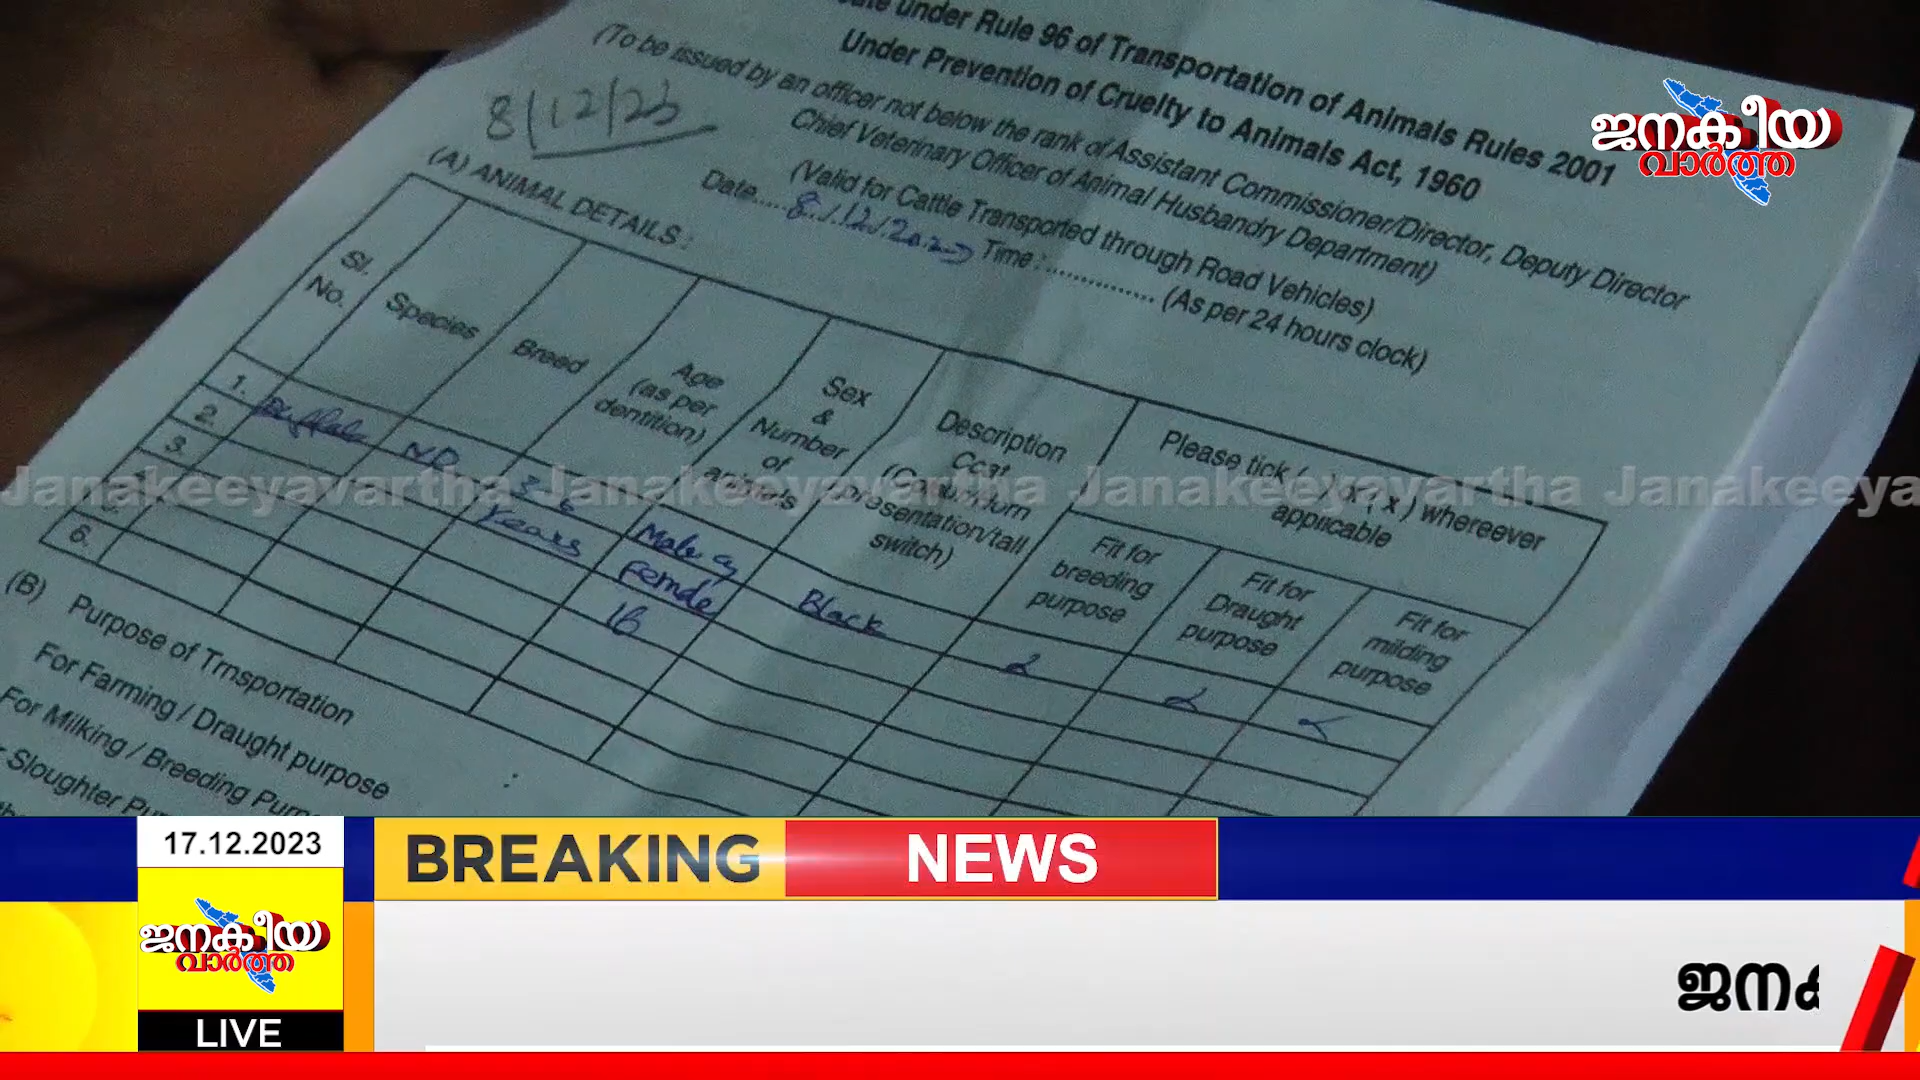 under Rule 96 of Transportation of Animals Rules 2001
Under Prevention of Cruelty to Animals Act, 1960
(To be issued by an officer not below the rank of Assistant Commissioner/Director, Deputy Director
Chief Veterinary Officer of Animal Husbandry Department)
(Valid for Cattle Transported through Road Vehicles)
8/12/23
Date.....8./.12./.2023 Time :............... (As per 24 hours clock)
(A) ANIMAL DETAILS :
Sl. No.
Species
Breed
Age (as per dentition)
Sex & Number of animals
Description
switch)
Please tick ( ) x ( x ) whereever applicable
Fit for breeding purpose
Fit for Draught purpose
Fit for milding purpose
1. Buffalo ND 3-6 Years Male & Female 16 Black
2.
3.
6.
(B) Purpose of Trnsportation
For Farming / Draught purpose
For Milking / Breeding
Sloughter
ജനകീയ
വാർത്ത
Janakeeyavartha Janakeeyavartha Janakeeyavartha Janakeeya
17.12.2023
BREAKING NEWS
ജനകീയ
വാർത്ത
LIVE
ജനക